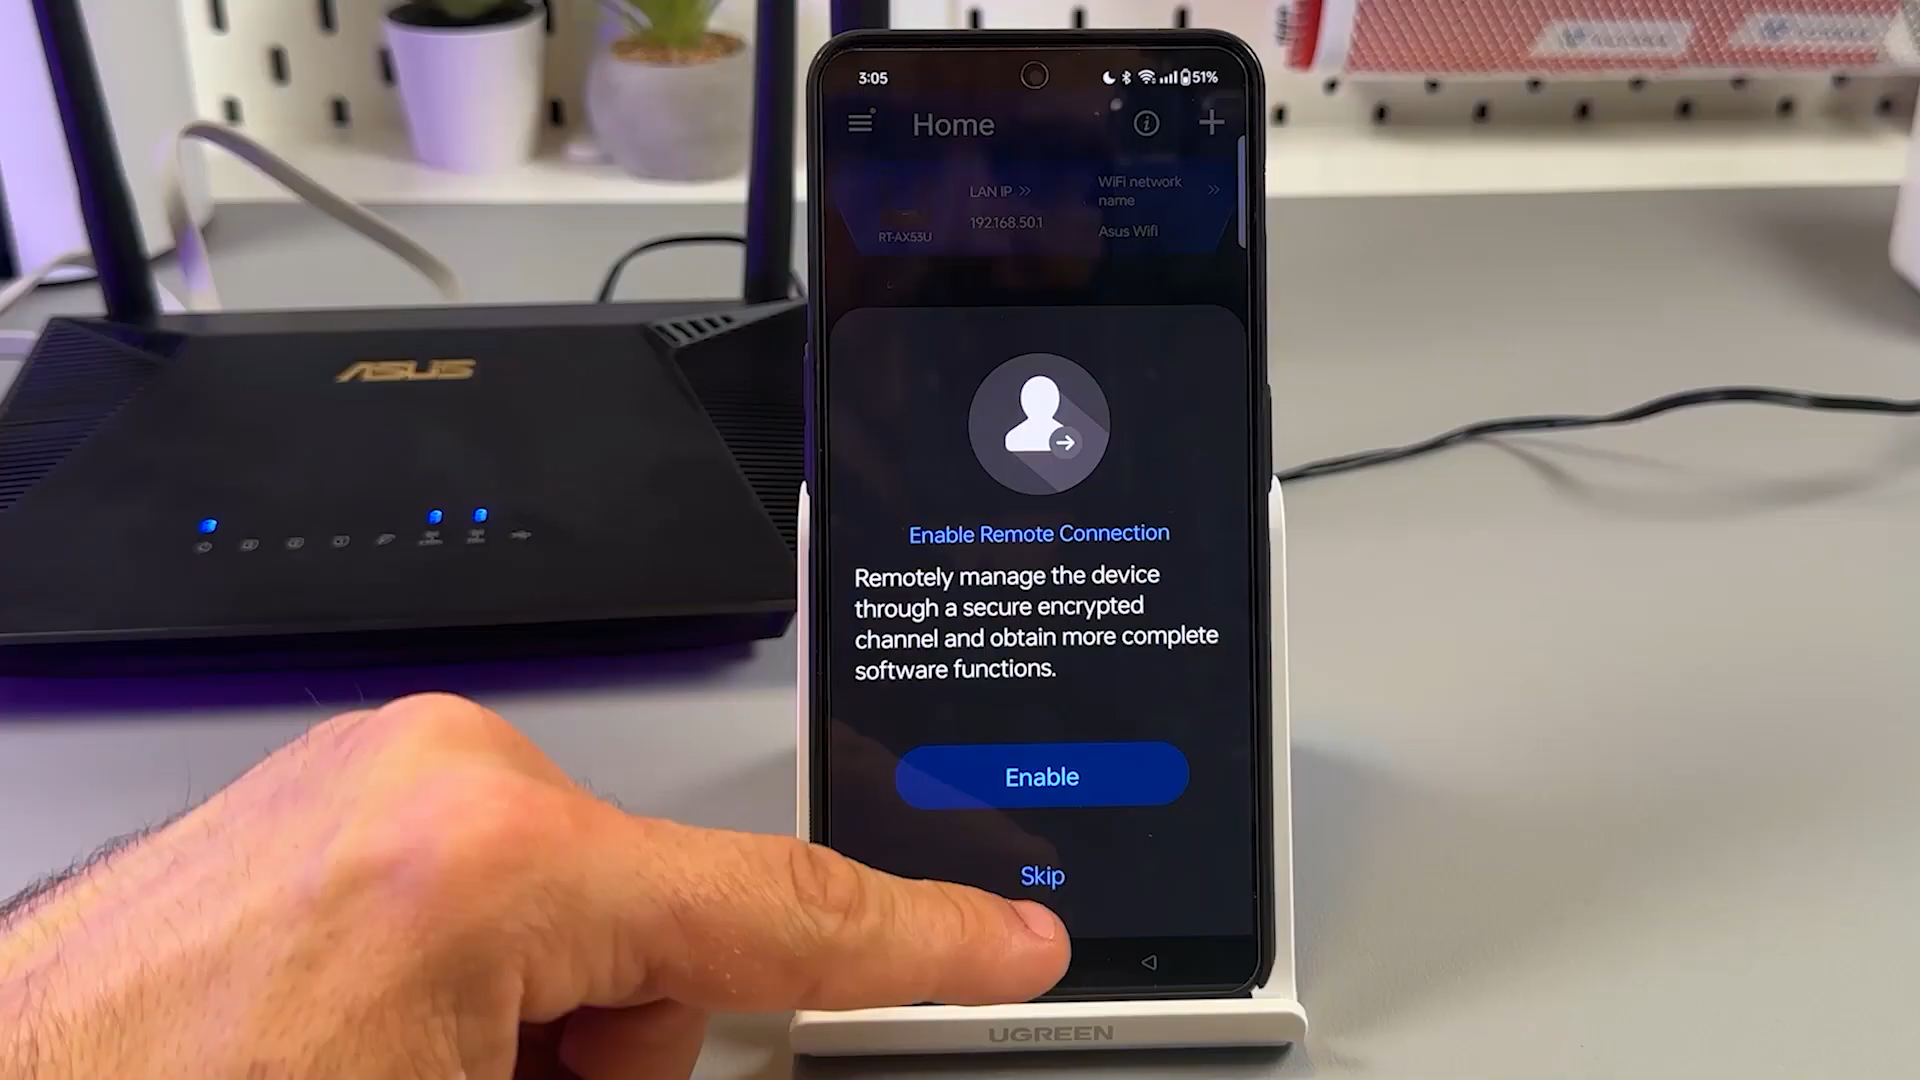 3:05
51%
Home
LAN IP >>
192.168.50.1
WiFi network
name
>>
Asus Wifi
RT-AX53U
ASUS
Enable Remote Connection
Remotely manage the device
through a secure encrypted
channel and obtain more complete
software functions.
Enable
Skip
UGREEN